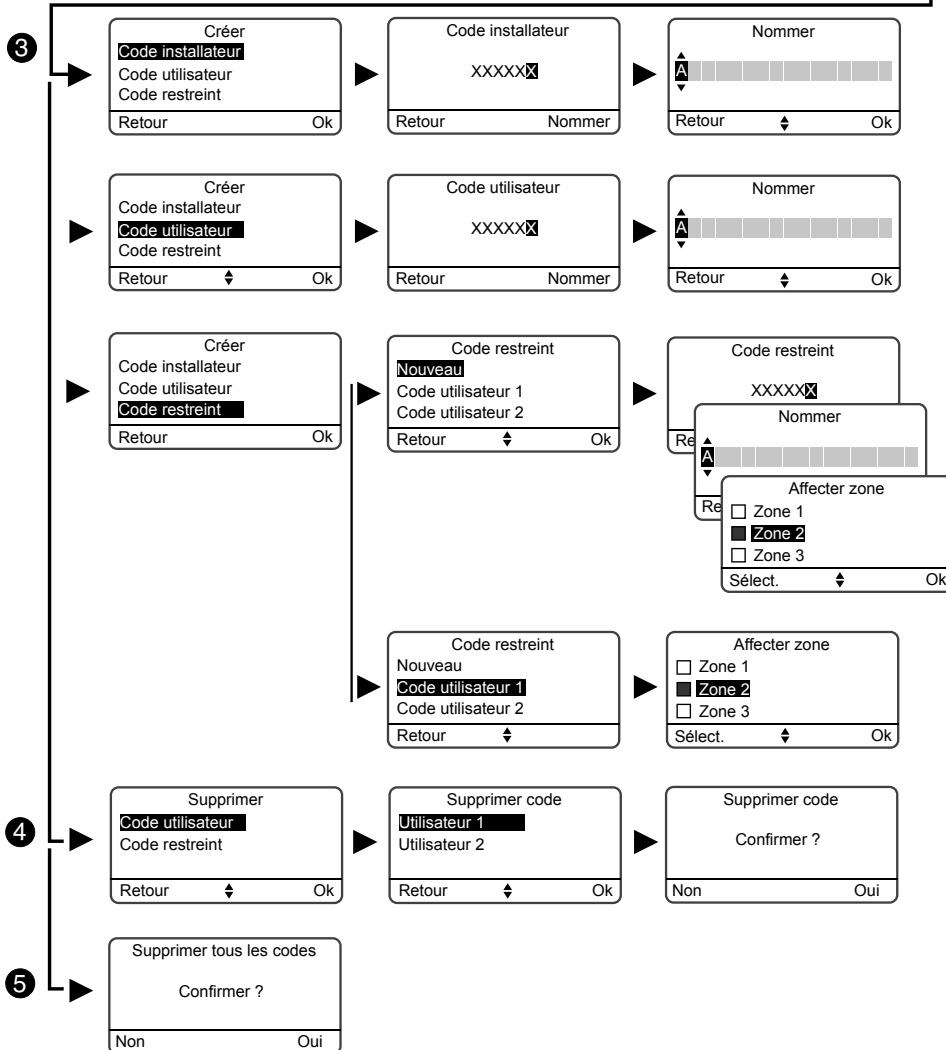 3
Créer
Code installateur
Code utilisateur
Code restreint
Retour Ok
Code installateur
XXXXXX
Retour Nommer
Nommer
A
Retour Ok
Créer
Code installateur
Code utilisateur
Code restreint
Retour Ok
Code utilisateur
XXXXXX
Retour Nommer
Nommer
A
Retour Ok
Créer
Code installateur
Code utilisateur
Code restreint
Retour Ok
Code restreint
Nouveau
Code utilisateur 1
Code utilisateur 2
Retour Ok
Code restreint
XXXXXX
Re
Nommer
A
Re
Affecter zone
Zone 1
Zone 2
Zone 3
Sélect. Ok
Code restreint
Nouveau
Code utilisateur 1
Code utilisateur 2
Retour
Affecter zone
Zone 1
Zone 2
Zone 3
Sélect. Ok
4
Supprimer
Code utilisateur
Code restreint
Retour Ok
Supprimer code
Utilisateur 1
Utilisateur 2
Retour Ok
Supprimer code
Confirmer ?
Non Oui
5
Supprimer tous les codes
Confirmer ?
Non Oui